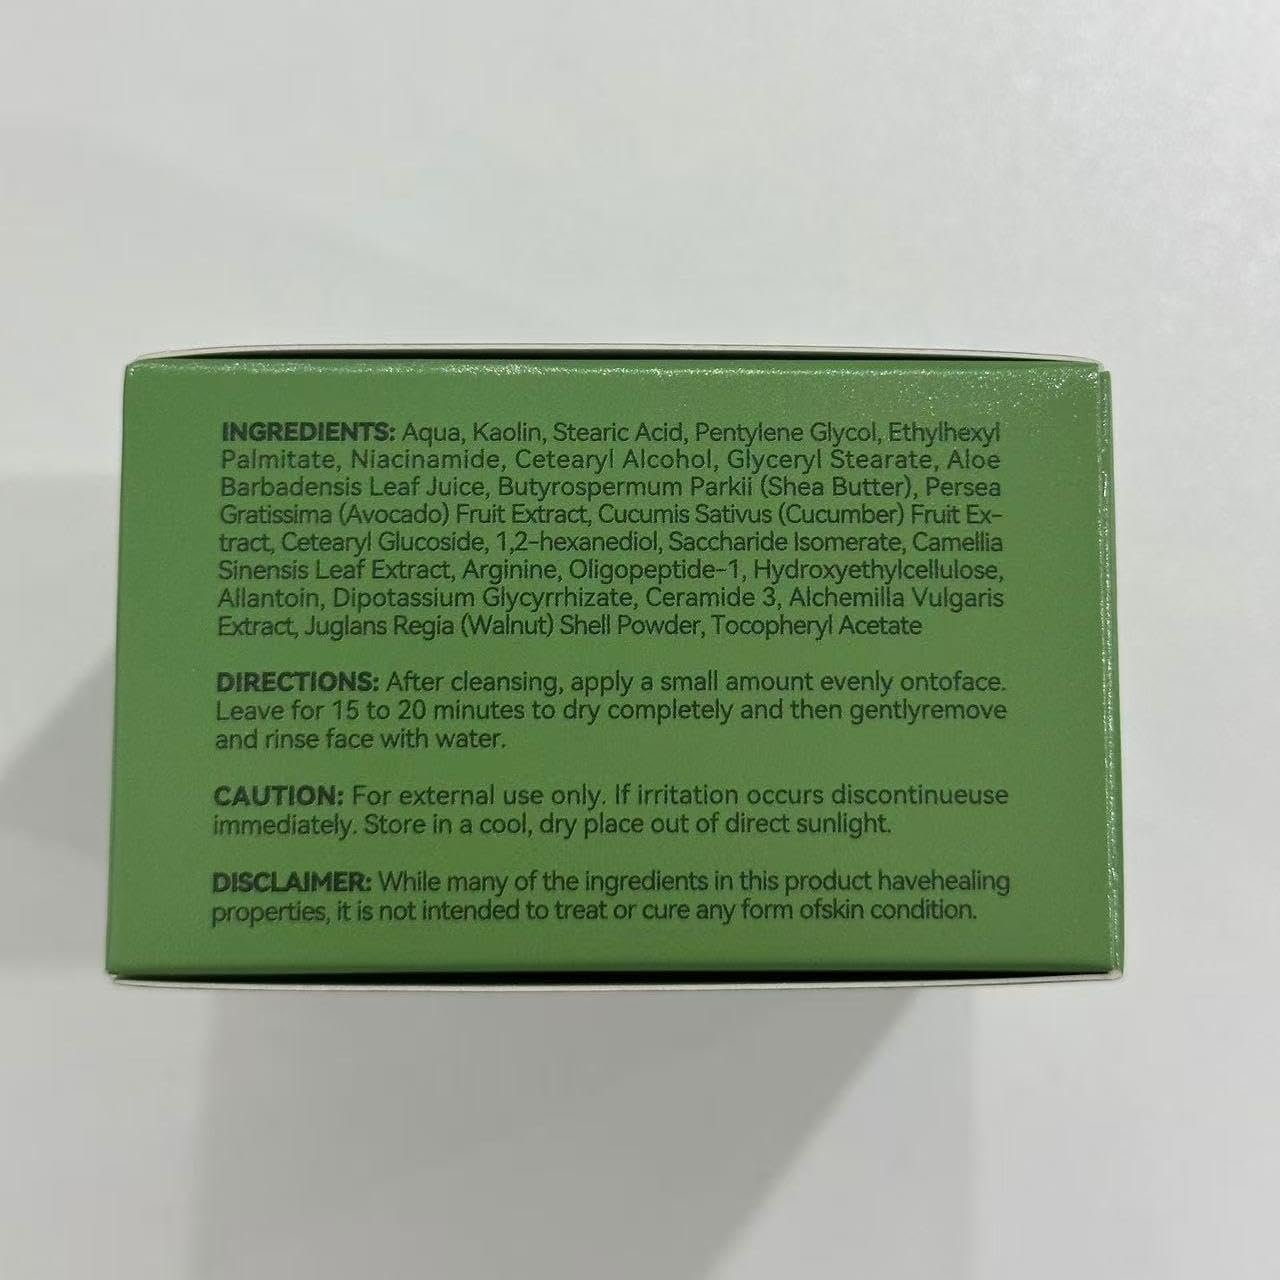 INGREDIENTS: Aqua, Kaolin, Stearic Acid, Pentylene Glycol, Ethylhexyl
Palmitate, Niacinamide, Cetearyl Alcohol, Glyceryl Stearate, Aloe
Barbadensis Leaf Juice, Butyrospermum Parkii (Shea Butter), Persea
Gratissima (Avocado) Fruit Extract, Cucumis Sativus (Cucumber) Fruit Ex-
tract, Cetearyl Glucoside, 1,2-hexanediol, Saccharide Isomerate, Camellia
Sinensis Leaf Extract, Arginine, Oligopeptide-1, Hydroxyethylcellulose,
Allantoin, Dipotassium Glycyrrhizate, Ceramide 3, Alchemilla Vulgaris
Extract, Juglans Regia (Walnut) Shell Powder, Tocopheryl Acetate
DIRECTIONS: After cleansing, apply a small amount evenly ontoface.
Leave for 15 to 20 minutes to dry completely and then gentlyremove
and rinse face with water.
CAUTION: For external use only. If irritation occurs discontinueuse
immediately. Store in a cool, dry place out of direct sunlight.
DISCLAIMER: While many of the ingredients in this product havehealing
properties, it is not intended to treat or cure any form ofskin condition.